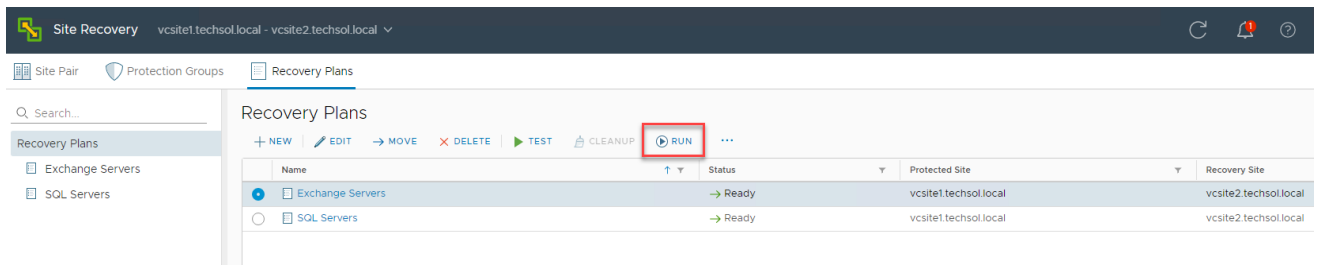 Site Recovery vcsite1.techsol.local - vcsite2.techsol.local
1
Site Pair Protection Groups Recovery Plans
Search...
Recovery Plans
Exchange Servers
SQL Servers
Recovery Plans
NEW EDIT MOVE DELETE TEST CLEANUP RUN ...
Name Status Protected Site Recovery Site
Exchange Servers Ready vcsite1.techsol.local vcsite2.techsol.local
SQL Servers Ready vcsite1.techsol.local vcsite2.techsol.local